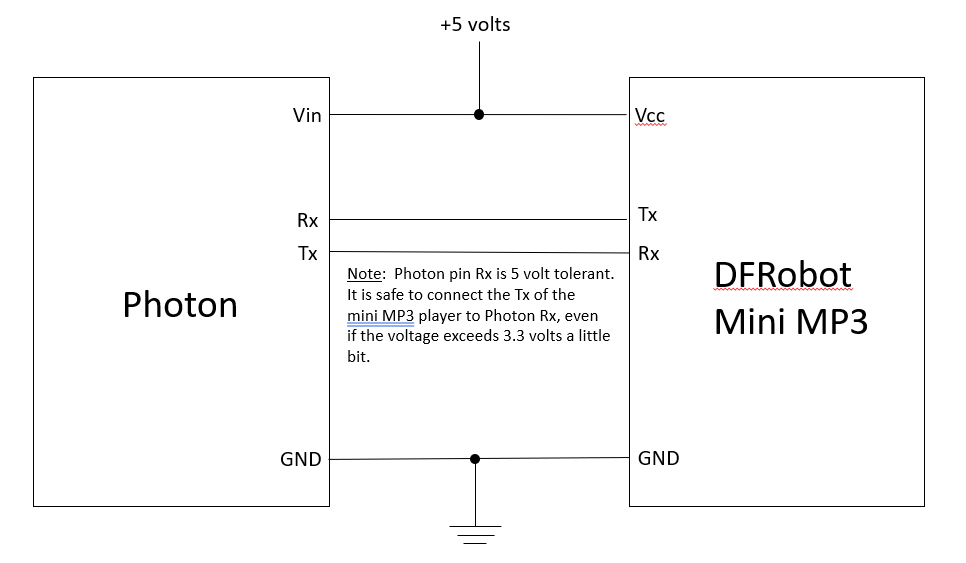 +5 volts
Vin
Vcc
Rx
Tx
Tx
Rx
Note:  Photon pin Rx is 5 volt tolerant.
It is safe to connect the Tx of the
mini MP3 player to Photon Rx, even
if the voltage exceeds 3.3 volts a little
bit.
Photon
DFRobot
Mini MP3
GND
GND